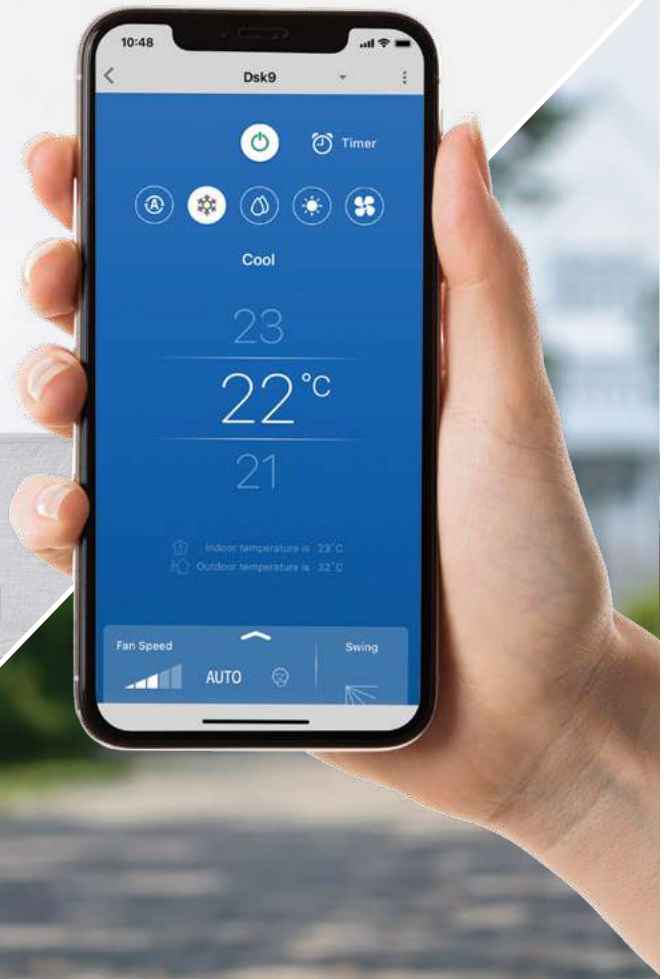 10:48
Dsk9
Timer
A
Cool
23
22°C
21
Indoor temperature is 23°C
Outdoor temperature is 32°C
Fan Speed
Swing
AUTO